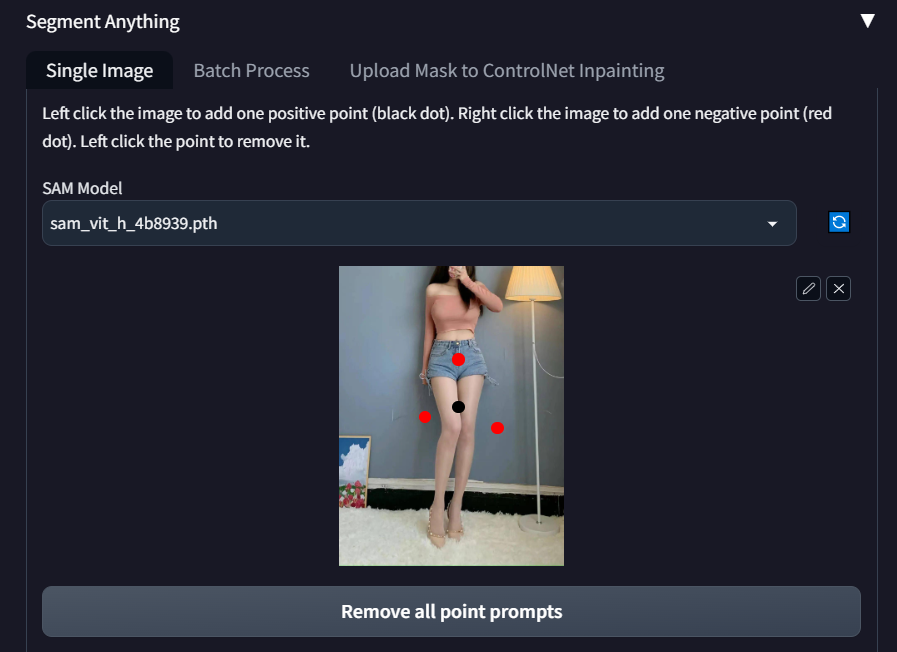 Segment Anything
Single Image
Batch Process
Upload Mask to ControlNet Inpainting
Left click the image to add one positive point (black dot). Right click the image to add one negative point (red
dot). Left click the point to remove it.
SAM Model
sam_vit_h_4b8939.pth
Remove all point prompts